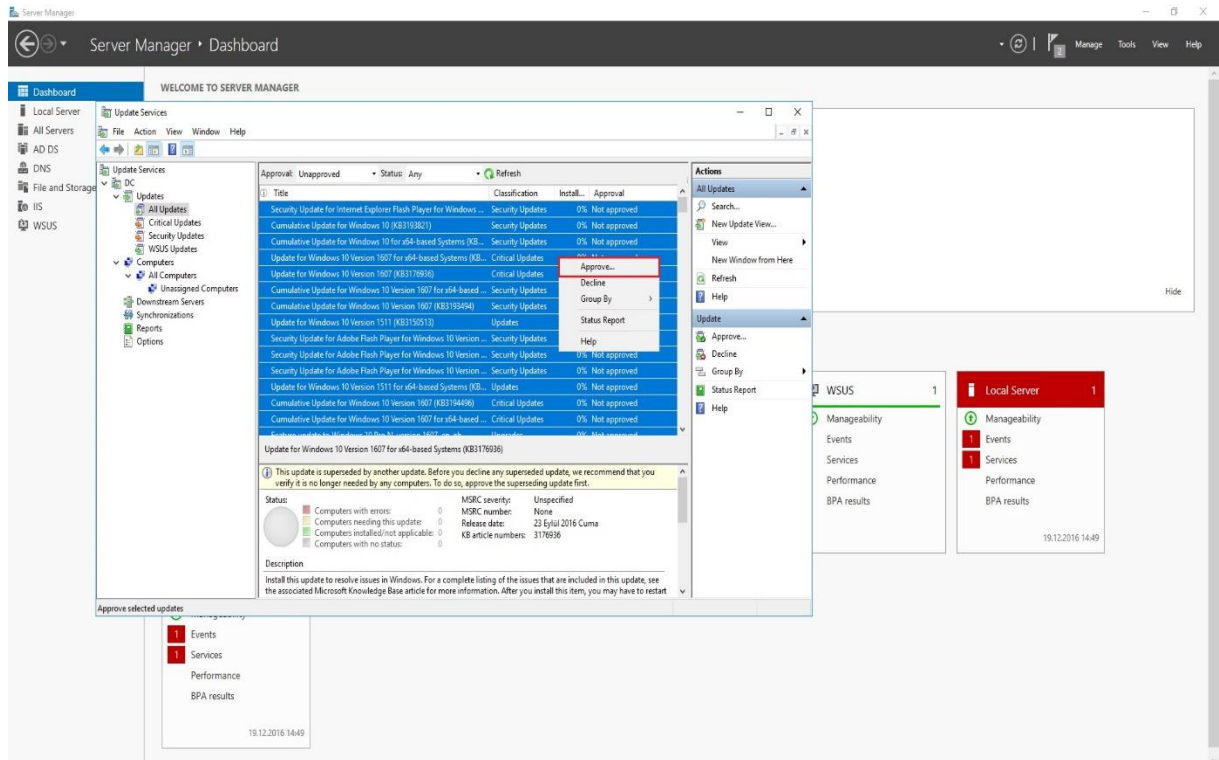 Server Manager
Server Manager • Dashboard
2
Manage Tools View Help
Dashboard
Local Server
All Servers
AD DS
DNS
File and Storage
IIS
WSUS
WELCOME TO SERVER MANAGER
Update Services
File Action View Window Help
Update Services
DC
Updates
All Updates
Critical Updates
Security Updates
WSUS Updates
Computers
All Computers
Unassigned Computers
Downstream Servers
Synchronizations
Reports
Options
Approval: Unapproved Status: Any Refresh
Title Classification Install... Approval
Security Update for Internet Explorer Flash Player for Windows ... Security Updates 0% Not approved
Cumulative Update for Windows 10 (KB3193821) Security Updates 0% Not approved
Cumulative Update for Windows 10 for x64-based Systems (KB... Security Updates 0% Not approved
Update for Windows 10 Version 1607 for x64-based Systems (KB... Critical Updates 0% Not approved
Update for Windows 10 Version 1607 (KB3176936) Critical Updates
Cumulative Update for Windows 10 Version 1607 for x64-based ... Security Updates
Cumulative Update for Windows 10 Version 1607 (KB3193494) Security Updates
Update for Windows 10 Version 1511 (KB3150513) Updates
Security Update for Adobe Flash Player for Windows 10 Version ... Security Updates
Security Update for Adobe Flash Player for Windows 10 Version ... Security Updates 0% Not approved
Security Update for Adobe Flash Player for Windows 10 Version ... Security Updates 0% Not approved
Update for Windows 10 Version 1511 for x64-based Systems (KB... Updates 0% Not approved
Cumulative Update for Windows 10 Version 1607 (KB3194496) Critical Updates 0% Not approved
Cumulative Update for Windows 10 Version 1607 for x64-based ... Critical Updates 0% Not approved
Feature update to Windows 10 Pro N, version 1607, en-gb Upgrades 0% Not approved
Approve...
Decline
Group By
Status Report
Help
Update for Windows 10 Version 1607 for x64-based Systems (KB3176936)
This update is superseded by another update. Before you decline any superseded update, we recommend that you
verify it is no longer needed by any computers. To do so, approve the superseding update first.
Status:
Computers with errors: 0
Computers needing this update: 0
Computers installed/not applicable: 0
Computers with no status: 0
MSRC severity: Unspecified
MSRC number: None
Release date: 23 Eylül 2016 Cuma
KB article numbers: 3176936
Description
Install this update to resolve issues in Windows. For a complete listing of the issues that are included in this update, see
the associated Microsoft Knowledge Base article for more information. After you install this item, you may have to restart
Approve selected updates
Actions
All Updates
Search...
New Update View...
View
New Window from Here
Refresh
Help
Update
Approve...
Decline
Group By
Status Report
Help
Hide
WSUS 1
Manageability
Events
Services
Performance
BPA results
Local Server 1
Manageability
1 Events
1 Services
Performance
BPA results
19.12.2016 14:49
Manageability
1 Events
1 Services
Performance
BPA results
19.12.2016 14:49